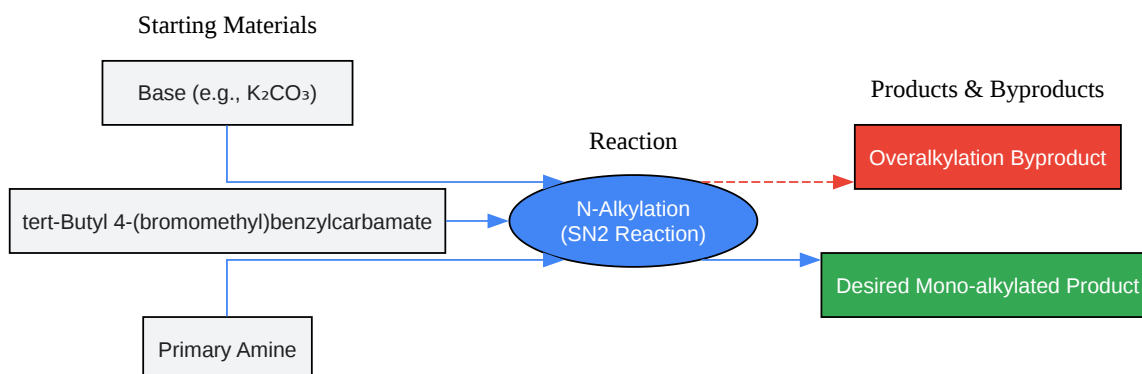 Starting Materials
Base (e.g., K₂CO₃)
Products & Byproducts
Reaction
Overalkylation Byproduct
tert-Butyl 4-(bromomethyl)benzylcarbamate
N-Alkylation
(SN2 Reaction)
Desired Mono-alkylated Product
Primary Amine